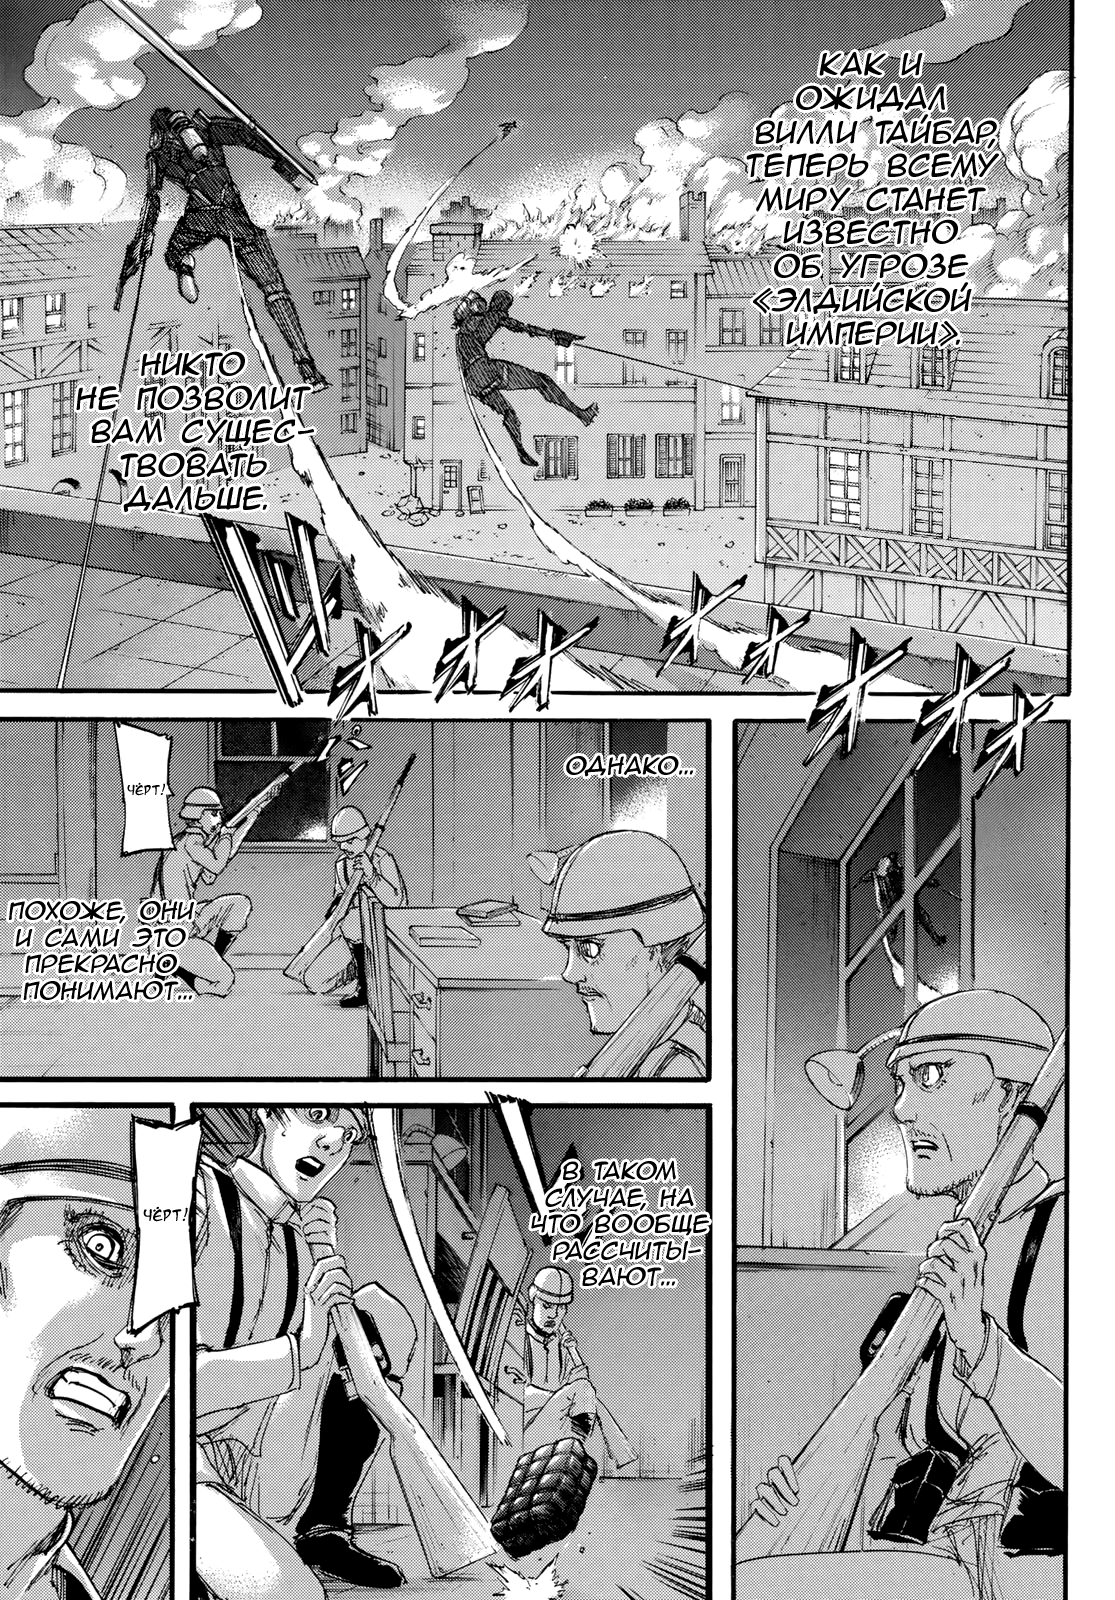 КАК И
ОЖИДАЛ
ВИЛЛИ ТАЙБАР,
ТЕПЕРЬ ВСЕМУ
МИРУ СТАНЕТ
ИЗВЕСТНО
ОБ УГРОЗЕ
«ЭЛДИЙСКОЙ
ИМПЕРИИ».
НИКТО
НЕ ПОЗВОЛИТ
ВАМ СУЩЕС-
ТВОВАТЬ
ДАЛЬШЕ.
ОДНАКО...
ЧЁРТ!
ПОХОЖЕ, ОНИ
И САМИ ЭТО
ПРЕКРАСНО
ПОНИМАЮТ...
В ТАКОМ
СЛУЧАЕ, НА
ЧТО ВООБЩЕ
РАССЧИТЫ-
ВАЮТ...
ЧЁРТ!